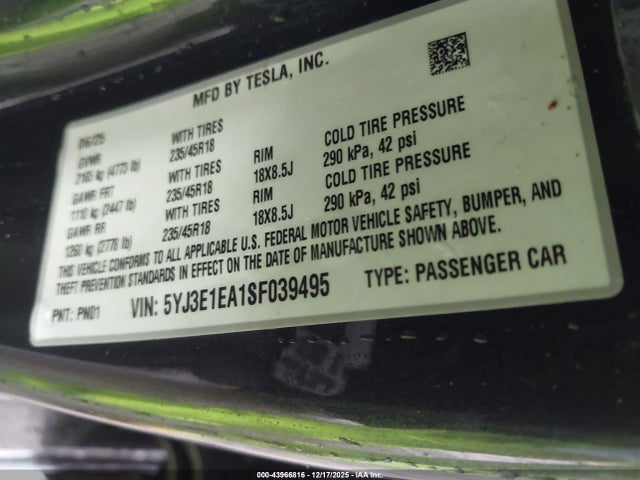 MFD BY TESLA, INC.
06/25
GVWR WITH TIRES RIM COLD TIRE PRESSURE
2165 kg (4773 lb) 235/45R18 18X8.5J 290 kPa, 42 psi
GAWR FRT WITH TIRES RIM COLD TIRE PRESSURE
1110 kg (2447 lb) 235/45R18 18X8.5J 290 kPa, 42 psi
GAWR RR WITH TIRES
1260 kg (2778 lb) 235/45R18
THIS VEHICLE CONFORMS TO ALL APPLICABLE U.S. FEDERAL MOTOR VEHICLE SAFETY, BUMPER, AND
THEFT PREVENTION STANDARDS IN EFFECT ON THE DATE OF MANUFACTURE SHOWN ABOVE.
PNT: PN01 VIN: 5YJ3E1EA1SF039495 TYPE: PASSENGER CAR
000-43966816 - 12/17/2025 - IAA Inc.